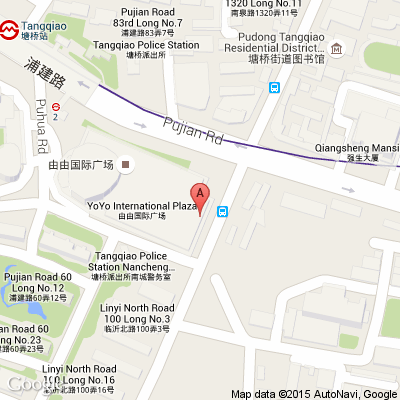 Tangqiao
塘桥站
Pujian Road
83rd Long No.7
浦建路83弄7号
1320 Long No.11
南泉路1320弄11号
Tangqiao Police Station
塘桥派出所
Pudong Tangqiao
Residential District...
塘桥街道图书馆
浦建路
Puhua Rd
2
Pujian Rd
Qiangsheng Mansi
强生大厦
由由国际广场
A
YoYo International Plaza
由由国际广场
Tangqiao Police
Station Nancheng...
塘桥派出所南城警务室
Pujian Road 60
Long No.12
浦建路60弄12号
Linyi North Road
100 Long No.3
临沂北路100弄3号
Pujian Road 60
Long No.23
浦建路60弄23号
Linyi North Road
100 Long No.16
临沂北路100弄16号
Google
©2015 AutoNavi, Google